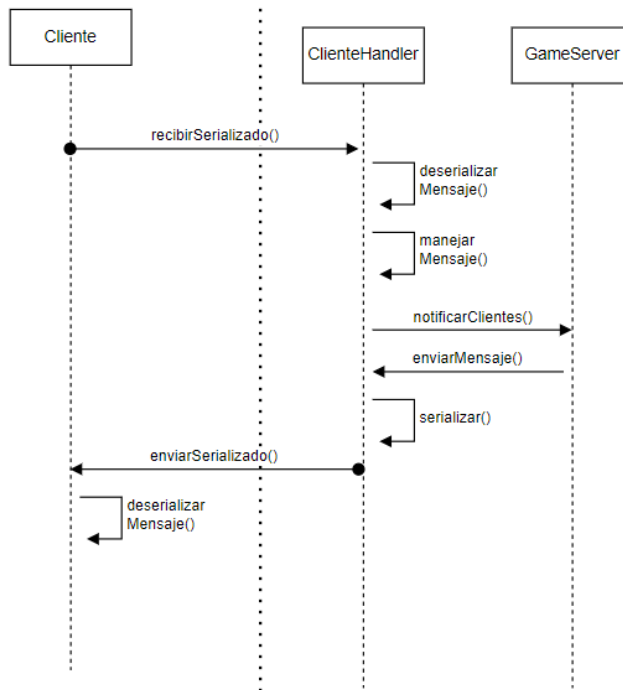 Cliente
ClienteHandler
GameServer
recibirSerializado()
deserializar
Mensaje()
manejar
Mensaje()
notificarClientes()
enviarMensaje()
serializar()
enviarSerializado()
deserializar
Mensaje()